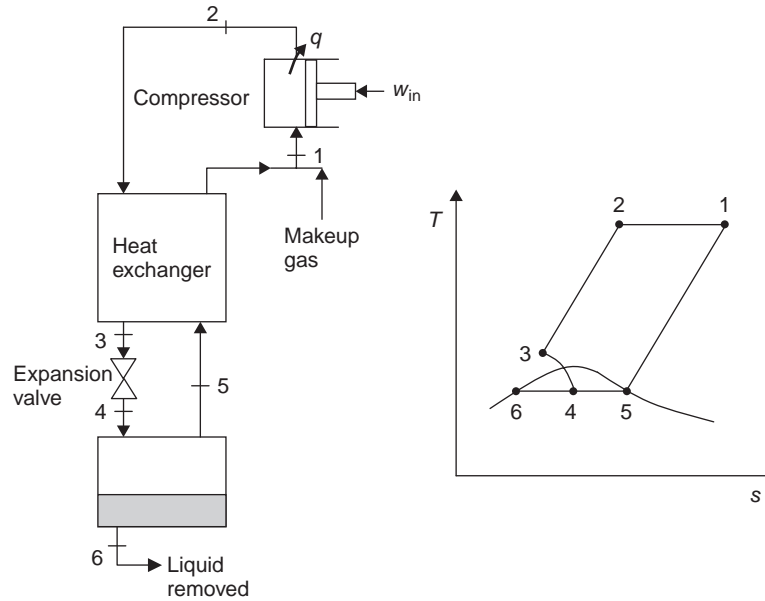 2
q
Compressor
w_in
1
Makeup
gas
Heat
exchanger
3
Expansion
valve
4
5
6
Liquid
removed
T
2
1
3
6
4
5
s